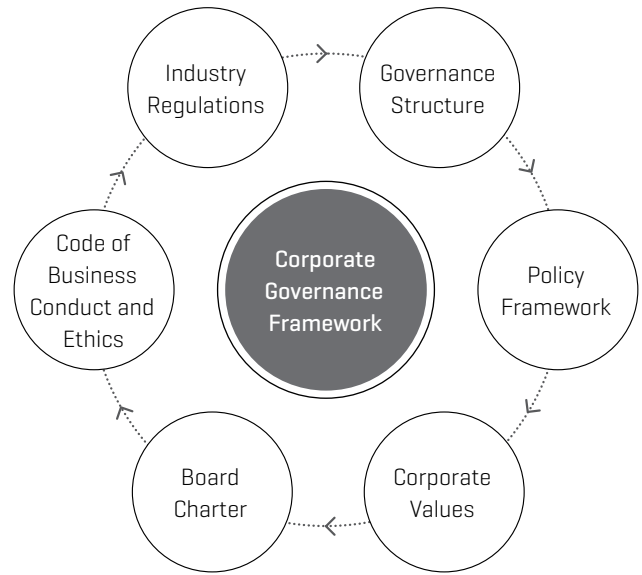 Industry
Regulations
Governance
Structure
Code of
Business
Conduct and
Ethics
Corporate
Governance
Framework
Policy
Framework
Board
Charter
Corporate
Values